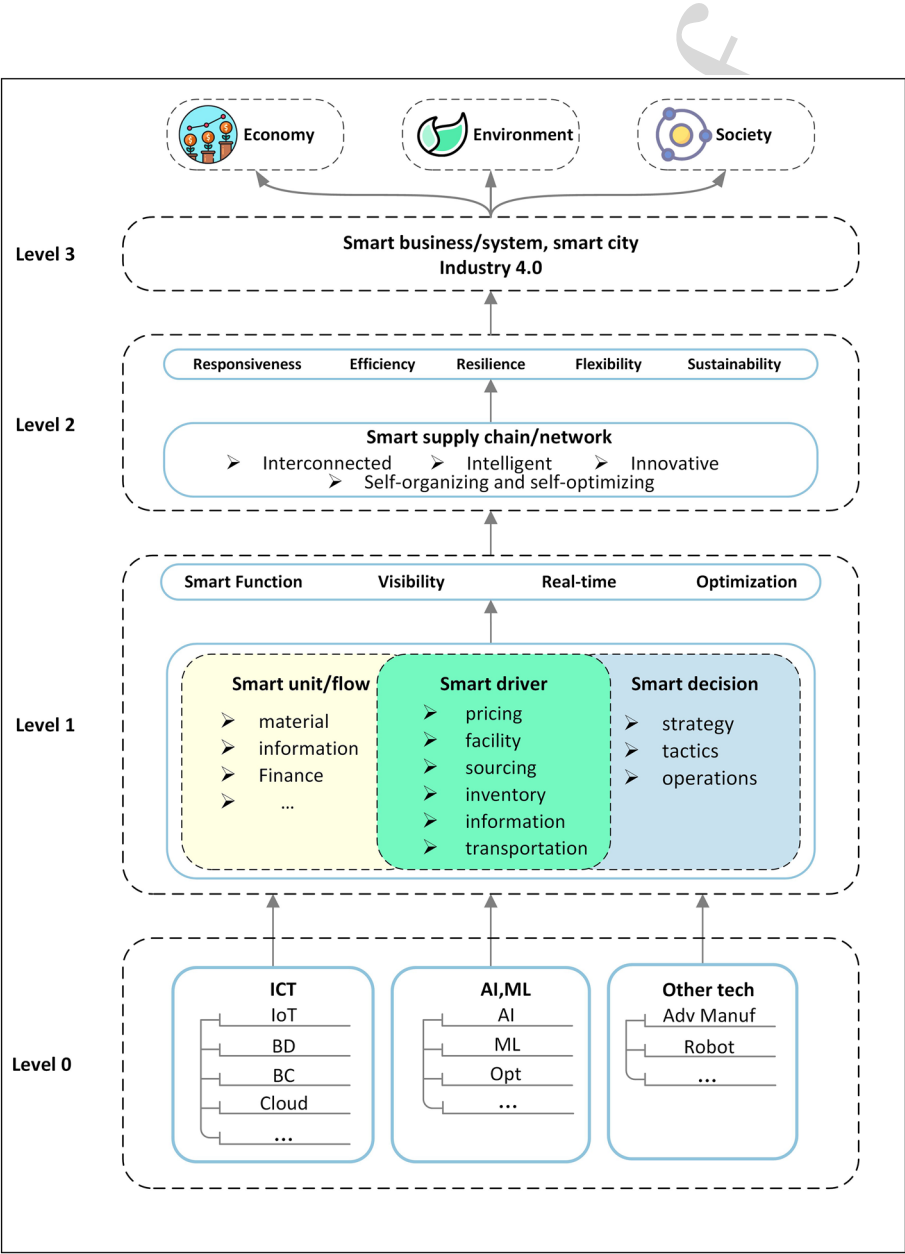 Economy
Environment
Society
Level 3
Smart business/system, smart city
Industry 4.0
Level 2
Responsiveness Efficiency Resilience Flexibility Sustainability
Smart supply chain/network
➢ Interconnected ➢ Intelligent ➢ Innovative
➢ Self-organizing and self-optimizing
Level 1
Smart Function Visibility Real-time Optimization
Smart unit/flow
➢ material
➢ information
➢ Finance
➢ ...
Smart driver
➢ pricing
➢ facility
➢ sourcing
➢ inventory
➢ information
➢ transportation
Smart decision
➢ strategy
➢ tactics
➢ operations
Level 0
ICT
IoT
BD
BC
Cloud
...
AI,ML
AI
ML
Opt
...
Other tech
Adv Manuf
Robot
...